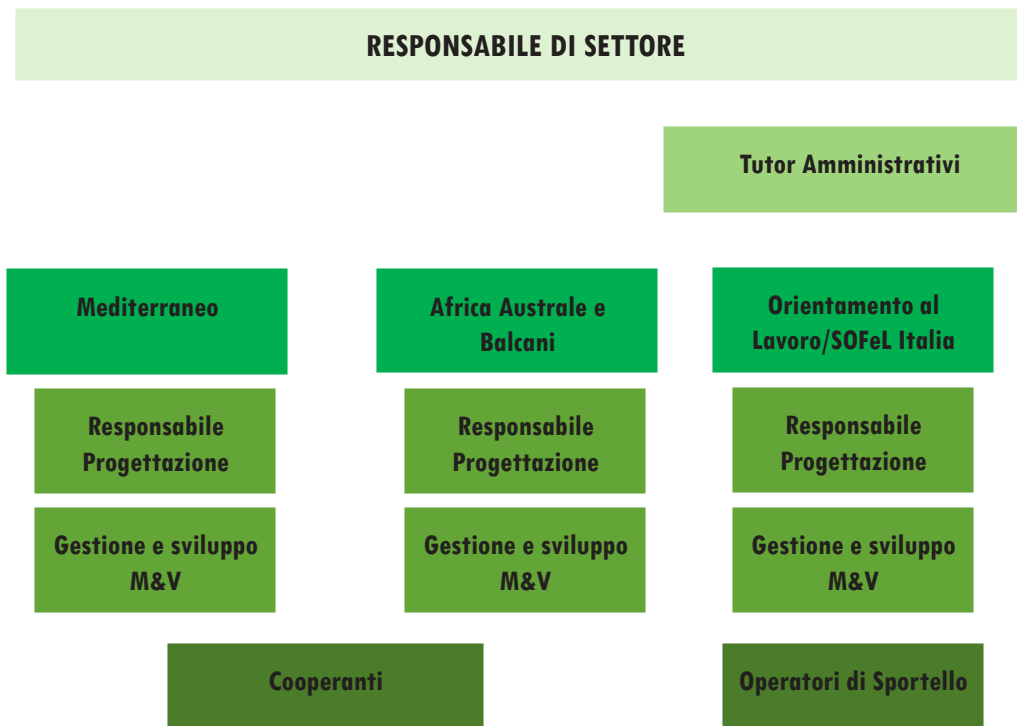 RESPONSABILE DI SETTORE
Tutor Amministrativi
Mediterraneo
Africa Australe e
Balcani
Orientamento al
Lavoro/SOFeL Italia
Responsabile
Progettazione
Responsabile
Progettazione
Responsabile
Progettazione
Gestione e sviluppo
M&V
Gestione e sviluppo
M&V
Gestione e sviluppo
M&V
Cooperanti
Operatori di Sportello